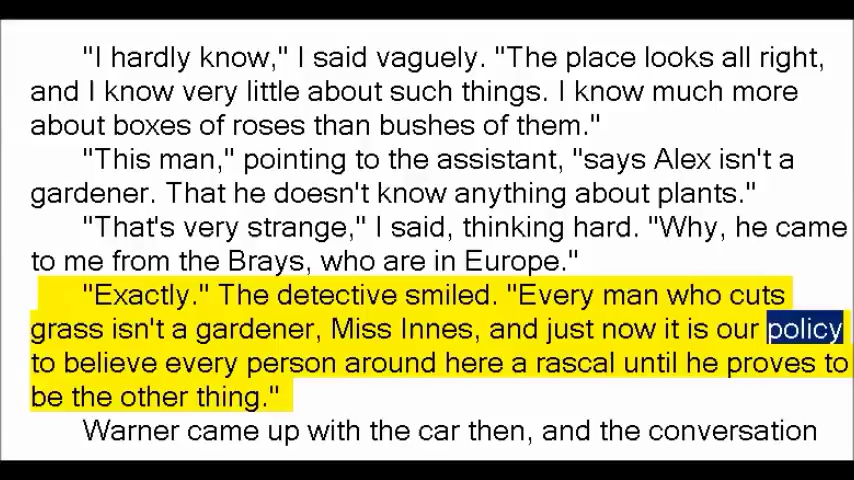 "I hardly know," I said vaguely. "The place looks all right,
and I know very little about such things. I know much more
about boxes of roses than bushes of them."
"This man," pointing to the assistant, "says Alex isn't a
gardener. That he doesn't know anything about plants."
"That's very strange," I said, thinking hard. "Why, he came
to me from the Brays, who are in Europe."
"Exactly." The detective smiled. "Every man who cuts
grass isn't a gardener, Miss Innes, and just now it is our policy
to believe every person around here a rascal until he proves to
be the other thing."
Warner came up with the car then, and the conversation